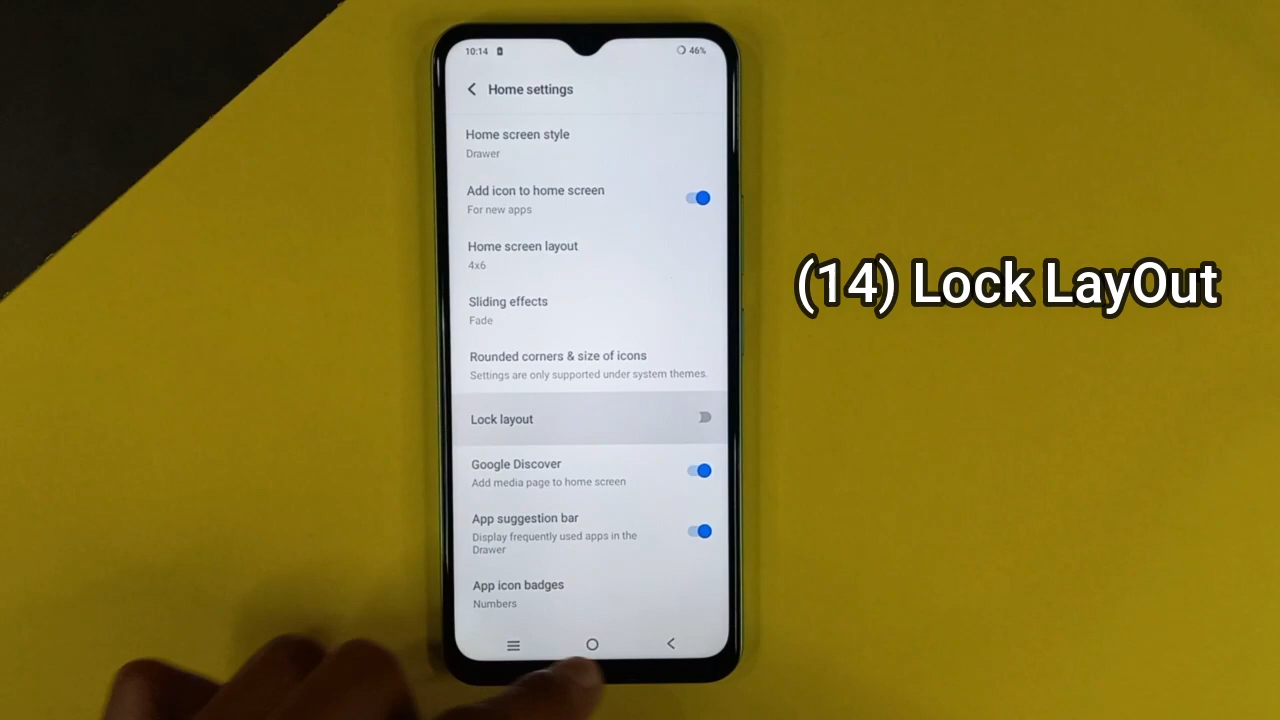 10:14
46%
Home settings
Home screen style
Drawer
Add icon to home screen
For new apps
Home screen layout
4x6
Sliding effects
Fade
Rounded corners & size of icons
Settings are only supported under system themes.
Lock layout
Google Discover
Add media page to home screen
App suggestion bar
Display frequently used apps in the
Drawer
App icon badges
Numbers
(14) Lock LayOut